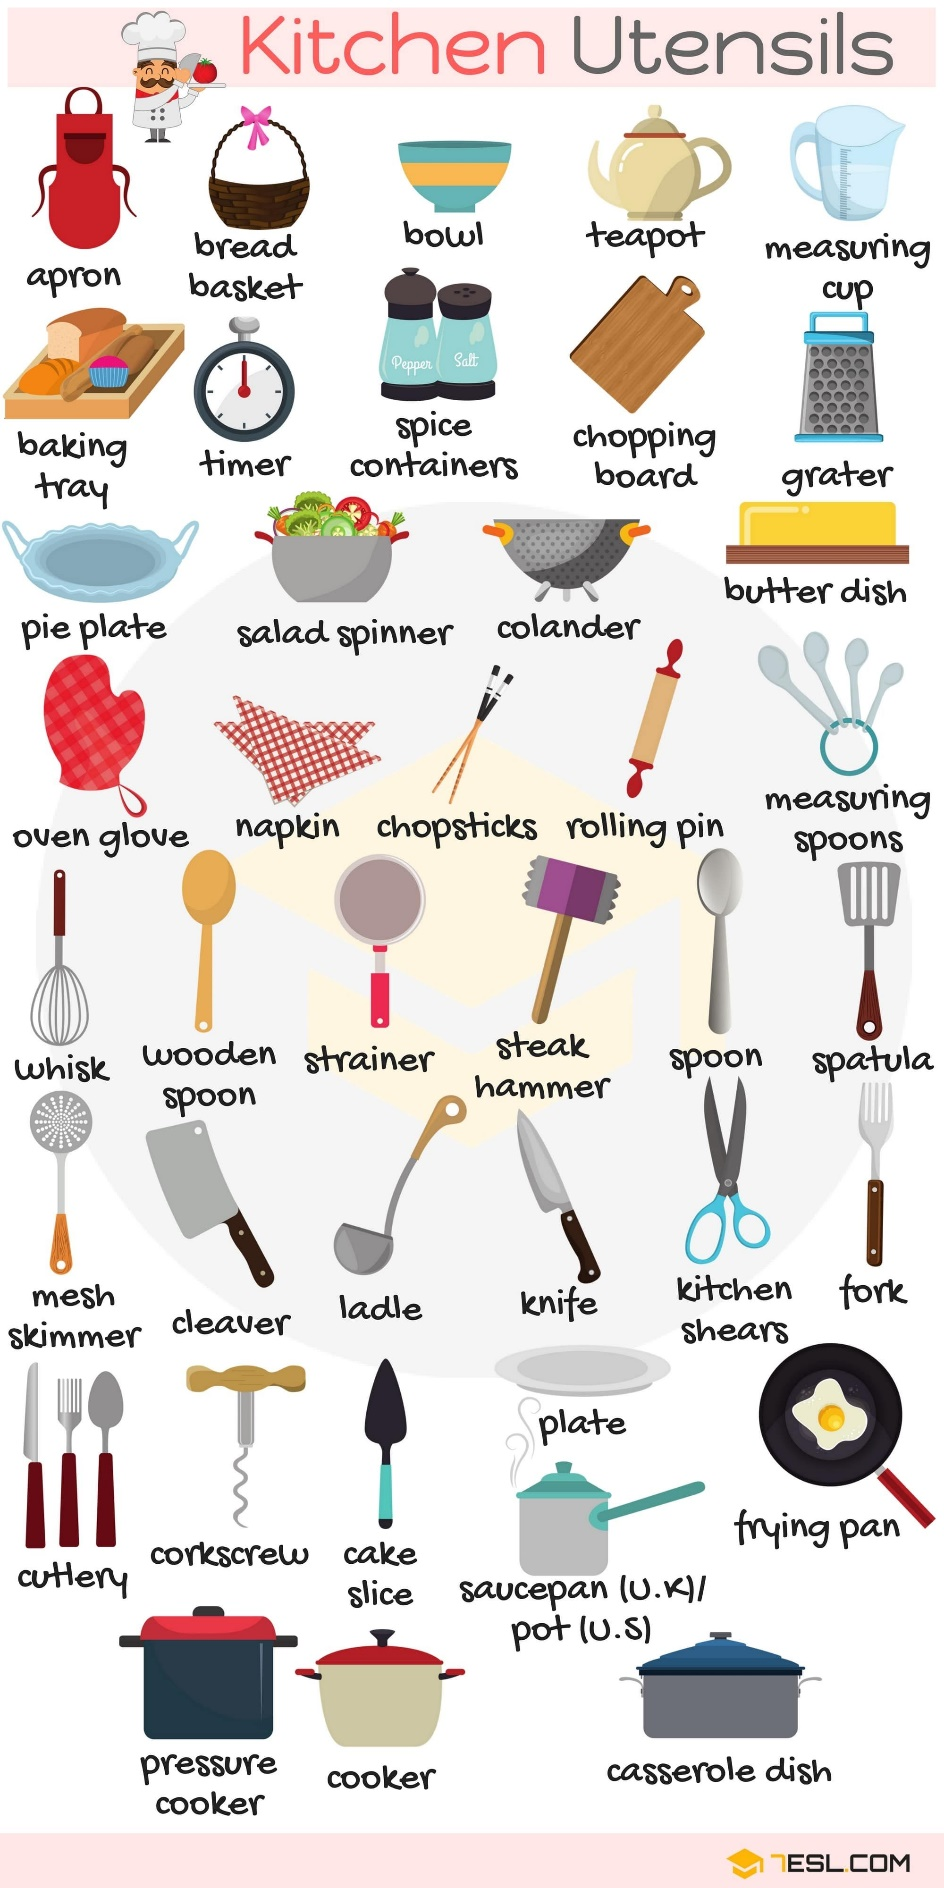 Kitchen Utensils
apron
bread
basket
bowl
teapot
measuring
cup
baking
tray
timer
Pepper
Salt
spice
containers
chopping
board
grater
pie plate
salad spinner
colander
butter dish
oven glove
napkin
chopsticks
rolling pin
measuring
spoons
whisk
wooden
spoon
strainer
steak
hammer
spoon
spatula
mesh
skimmer
cleaver
ladle
knife
kitchen
shears
fork
cutlery
corkscrew
cake
slice
plate
saucepan (U.K)/
pot (U.S)
frying pan
pressure
cooker
cooker
casserole dish
7ESL.COM